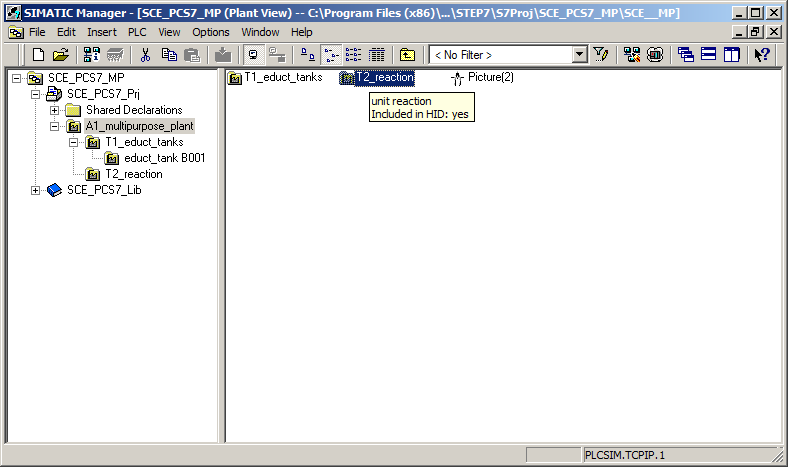 SIMATIC Manager - [SCE_PCS7_MP (Plant View) -- C:\Program Files (x86)\...\STEP7\S7Proj\SCE_PCS7_MP\SCE__MP]
File Edit Insert PLC View Options Window Help
< No Filter >
SCE_PCS7_MP
SCE_PCS7_Prj
Shared Declarations
A1_multipurpose_plant
T1_educt_tanks
educt_tank B001
T2_reaction
SCE_PCS7_Lib
T1_educt_tanks T2_reaction Picture(2)
unit reaction
Included in HID: yes
PLCSIM.TCPIP.1